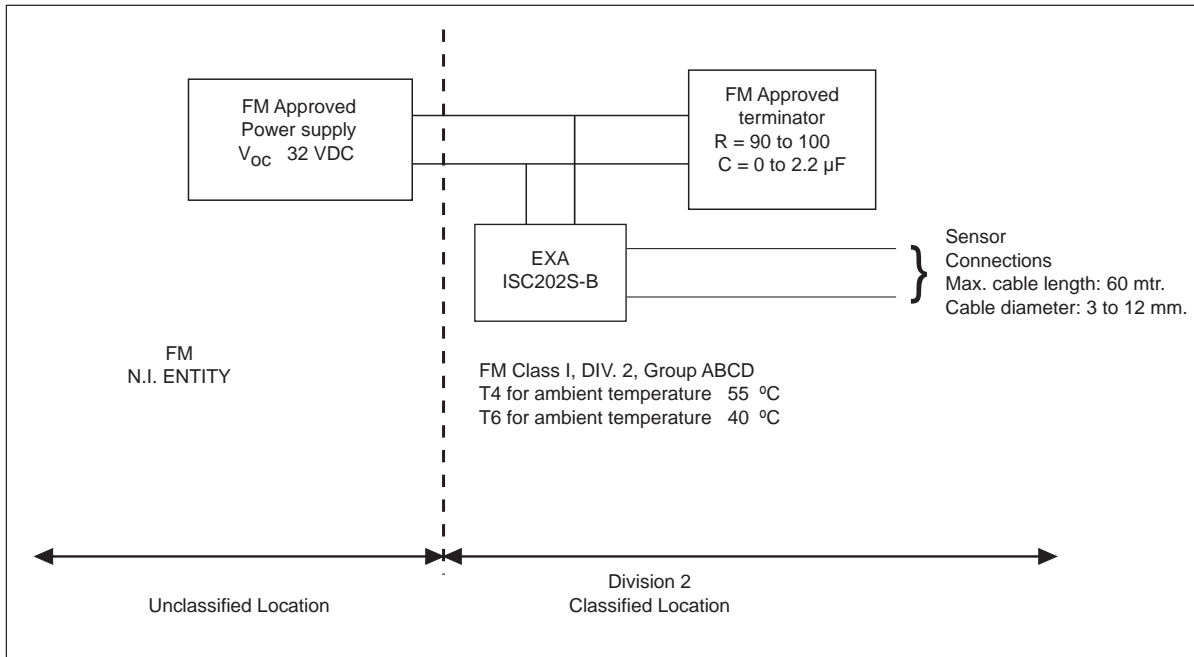 FM Approved
Power supply
VOC 32 VDC
FM Approved
terminator
R = 90 to 100
C = 0 to 2.2 µF
EXA
ISC202S-B
Sensor
Connections
Max. cable length: 60 mtr.
Cable diameter: 3 to 12 mm.
FM
N.I. ENTITY
FM Class I, DIV. 2, Group ABCD
T4 for ambient temperature 55 ºC
T6 for ambient temperature 40 ºC
Unclassified Location
Division 2
Classified Location